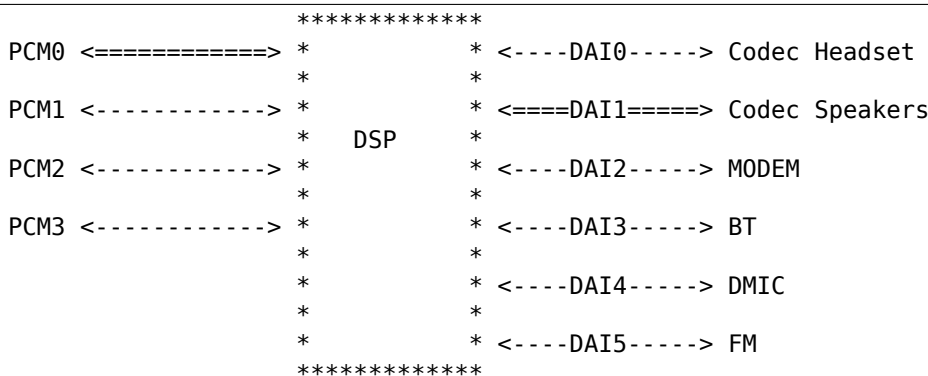 *************
PCM0 <============> *           * <----DAI0-----> Codec Headset
                    *           *
PCM1 <------------> *           * <====DAI1=====> Codec Speakers
                    *   DSP     *
PCM2 <------------> *           * <----DAI2-----> MODEM
                    *           *
PCM3 <------------> *           * <----DAI3-----> BT
                    *           *
                    *           * <----DAI4-----> DMIC
                    *           *
                    *           * <----DAI5-----> FM
                    *************